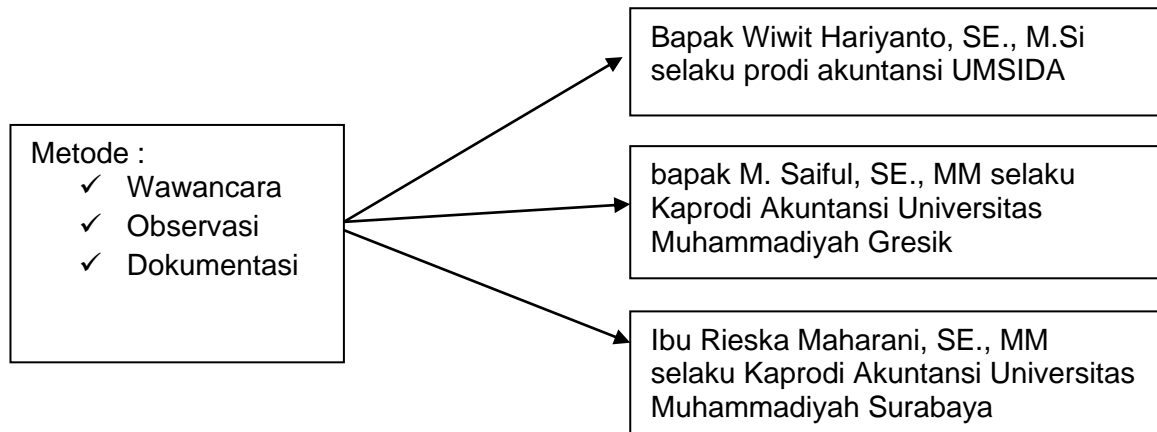 Metode :
✓ Wawancara
✓ Observasi
✓ Dokumentasi
Bapak Wiwit Hariyanto, SE., M.Si
selaku prodi akuntansi UMSIDA
bapak M. Saiful, SE., MM selaku
Kaprodi Akuntansi Universitas
Muhammadiyah Gresik
Ibu Rieska Maharani, SE., MM
selaku Kaprodi Akuntansi Universitas
Muhammadiyah Surabaya